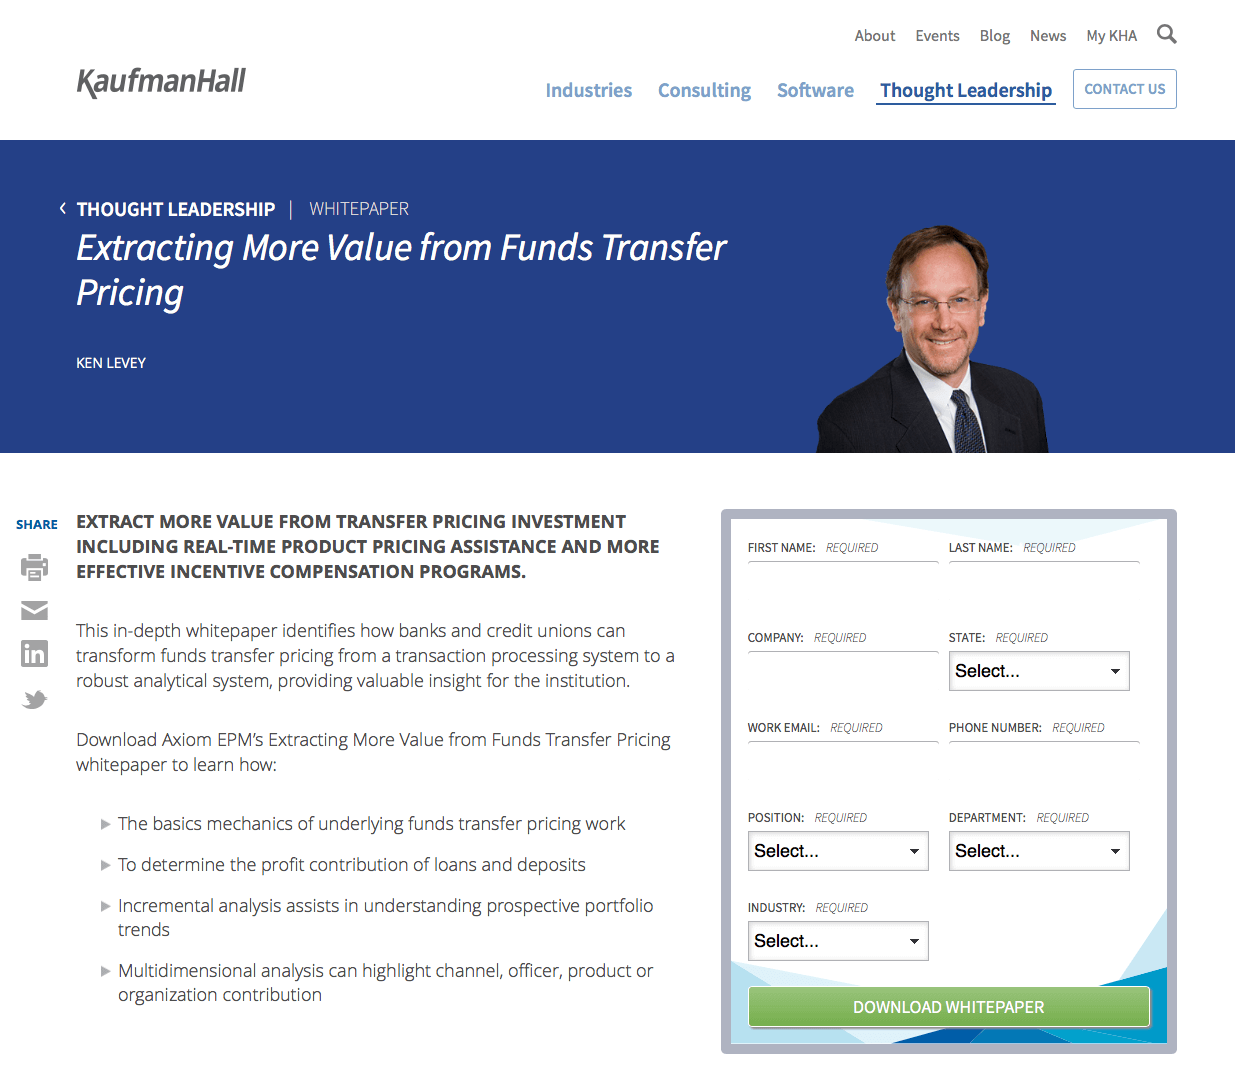 About Events Blog News My KHA
KaufmanHall
Industries Consulting Software Thought Leadership CONTACT US
‹ THOUGHT LEADERSHIP | WHITEPAPER
Extracting More Value from Funds Transfer
Pricing
KEN LEVEY
SHARE
EXTRACT MORE VALUE FROM TRANSFER PRICING INVESTMENT
INCLUDING REAL-TIME PRODUCT PRICING ASSISTANCE AND MORE
EFFECTIVE INCENTIVE COMPENSATION PROGRAMS.
This in-depth whitepaper identifies how banks and credit unions can
transform funds transfer pricing from a transaction processing system to a
robust analytical system, providing valuable insight for the institution.
Download Axiom EPM’s Extracting More Value from Funds Transfer Pricing
whitepaper to learn how:
The basics mechanics of underlying funds transfer pricing work
To determine the profit contribution of loans and deposits
Incremental analysis assists in understanding prospective portfolio
trends
Multidimensional analysis can highlight channel, officer, product or
organization contribution
FIRST NAME: REQUIRED LAST NAME: REQUIRED
COMPANY: REQUIRED STATE: REQUIRED
Select...
WORK EMAIL: REQUIRED PHONE NUMBER: REQUIRED
POSITION: REQUIRED DEPARTMENT: REQUIRED
Select... Select...
INDUSTRY: REQUIRED
Select...
DOWNLOAD WHITEPAPER
in